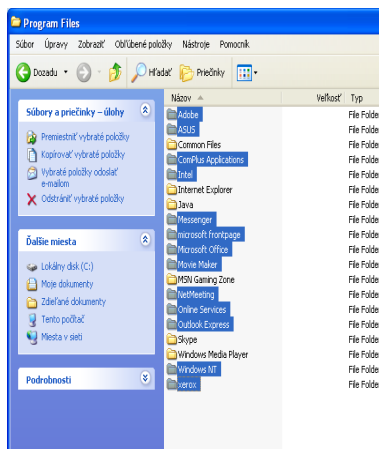 Program Files
Súbor Úpravy Zobraziť Obľúbené položky Nástroje Pomocník
Dozadu Hľadať Priečinky
Súbory a priečinky – úlohy
Premiestniť vybraté položky
Kopírovať vybraté položky
Vybraté položky odoslať
e-mailom
Odstrániť vybraté položky
Ďalšie miesta
Lokálny disk (C:)
Moje dokumenty
Zdieľané dokumenty
Tento počítač
Miesta v sieti
Podrobnosti
Názov Veľkosť Typ
Adobe File Folder
ASUS File Folder
Common Files File Folder
ComPlus Applications File Folder
Intel File Folder
Internet Explorer File Folder
Java File Folder
Messenger File Folder
microsoft frontpage File Folder
Microsoft Office File Folder
Movie Maker File Folder
MSN Gaming Zone File Folder
NetMeeting File Folder
Online Services File Folder
Outlook Express File Folder
Skype File Folder
Windows Media Player File Folder
Windows NT File Folder
xerox File Folder